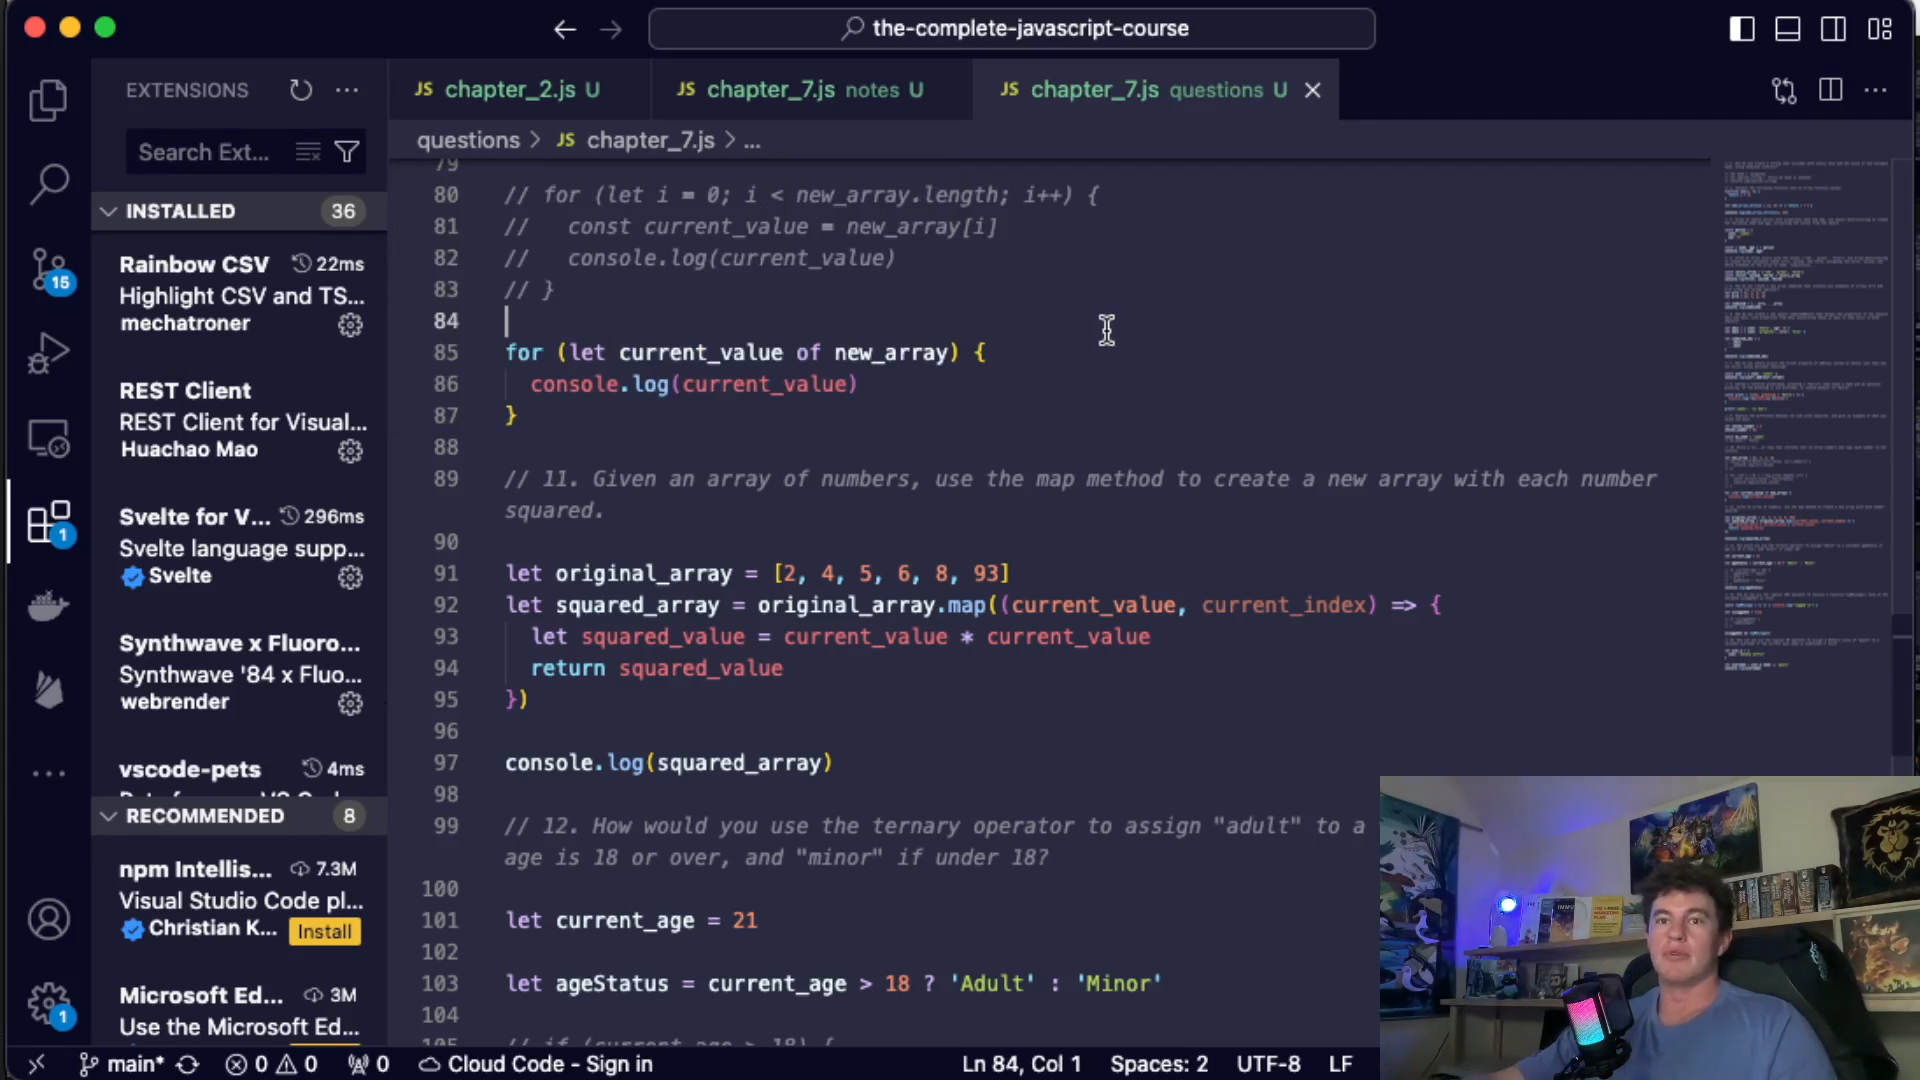 the-complete-javascript-course
EXTENSIONS
JS chapter_2.js U
JS chapter_7.js notes U
JS chapter_7.js questions U
Search Ext...
questions > JS chapter_7.js > ...
INSTALLED 36
Rainbow CSV 22ms
Highlight CSV and TS...
mechatroner
REST Client
REST Client for Visual...
Huachao Mao
Svelte for V... 296ms
Svelte language supp...
Svelte
Synthwave x Fluoro...
Synthwave '84 x Fluo...
webrender
vscode-pets 4ms
RECOMMENDED 8
npm Intellis... 7.3M
Visual Studio Code pl...
Christian K... Install
Microsoft Ed... 3M
Use the Microsoft Ed...
15
1
1
79
80 // for (let i = 0; i < new_array.length; i++) {
81 //   const current_value = new_array[i]
82 //   console.log(current_value)
83 // }
84
85 for (let current_value of new_array) {
86   console.log(current_value)
87 }
88
89 // 11. Given an array of numbers, use the map method to create a new array with each number
squared.
90
91 let original_array = [2, 4, 5, 6, 8, 93]
92 let squared_array = original_array.map((current_value, current_index) => {
93   let squared_value = current_value * current_value
94   return squared_value
95 })
96
97 console.log(squared_array)
98
99 // 12. How would you use the ternary operator to assign "adult" to a
age is 18 or over, and "minor" if under 18?
100
101 let current_age = 21
102
103 let ageStatus = current_age > 18 ? 'Adult' : 'Minor'
104
105 // if (current_age > 18) {
main* 0 0 0 Cloud Code - Sign in Ln 84, Col 1 Spaces: 2 UTF-8 LF